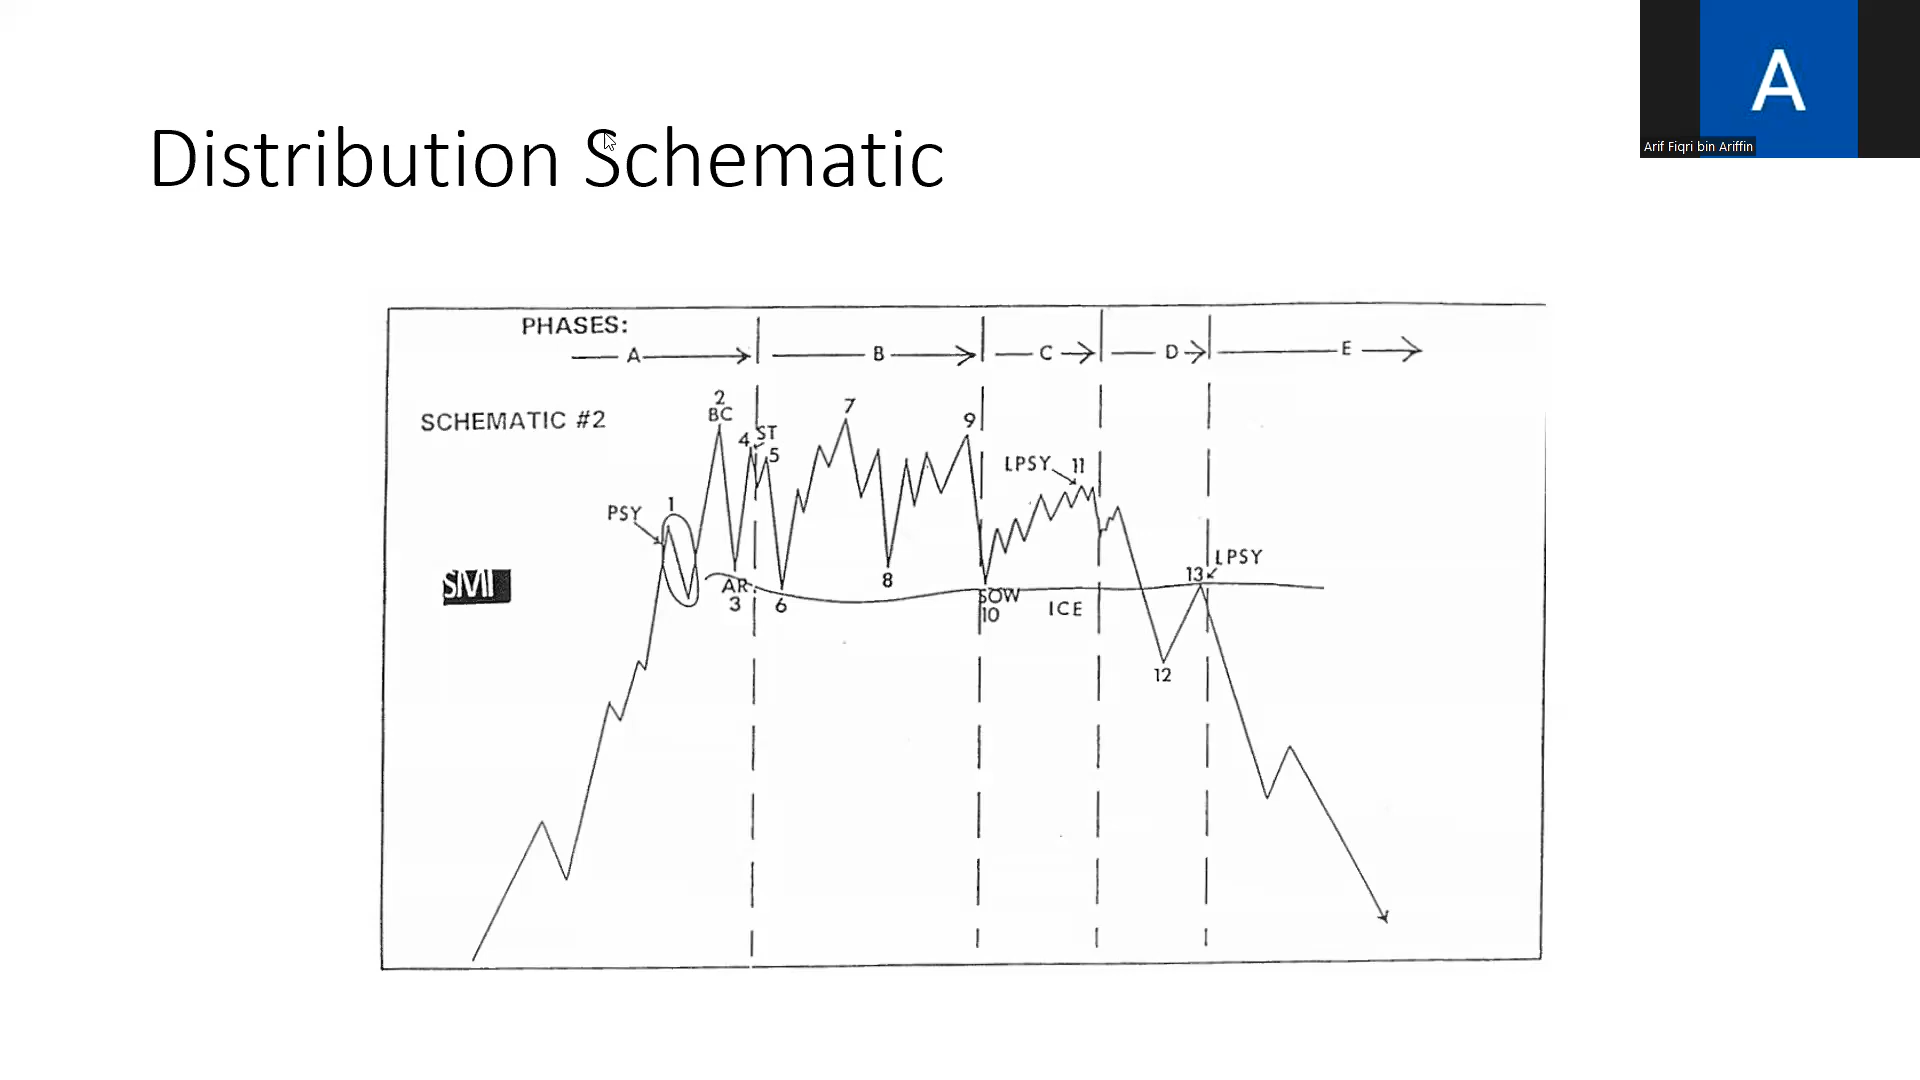 A
Arif Fiqri bin Ariffin
Distribution Schematic
PHASES:
A B C D E
SCHEMATIC #2
2
BC
7
9
4 ST
5
LPSY 11
1
PSY
LPSY
13
8
SMI
AR
3
6
SOW
10
ICE
12